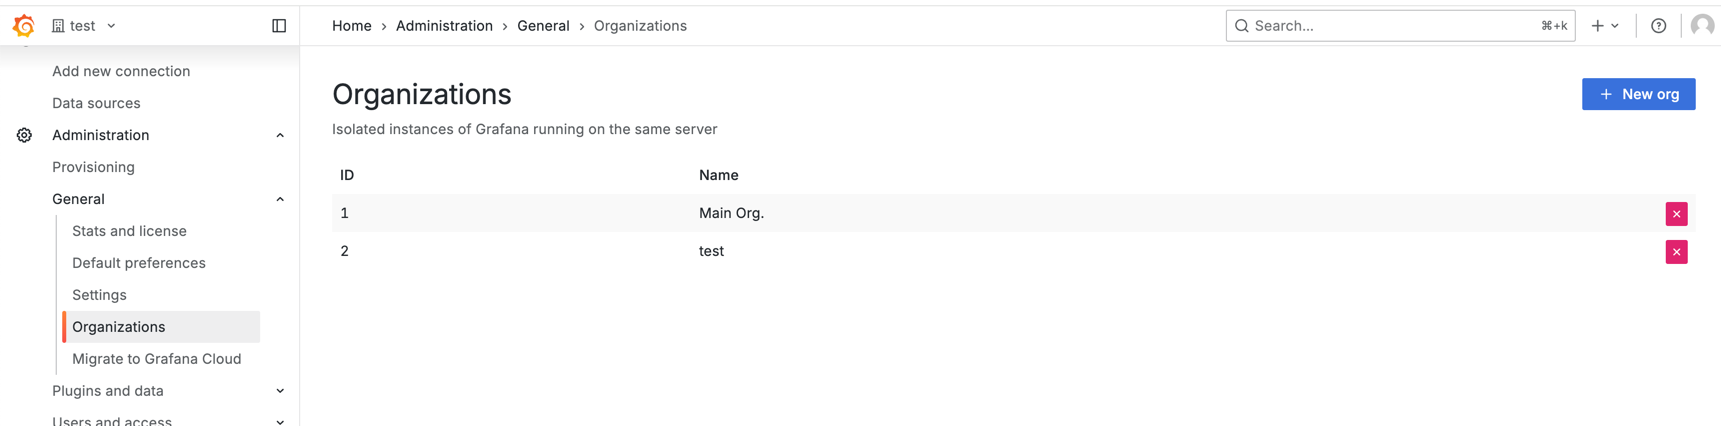 test
Home › Administration › General › Organizations
Search...
⌘+k
Add new connection
Data sources
Administration
Provisioning
General
Stats and license
Default preferences
Settings
Organizations
Migrate to Grafana Cloud
Plugins and data
Users and access
Organizations
+ New org
Isolated instances of Grafana running on the same server
ID Name
1 Main Org.
2 test